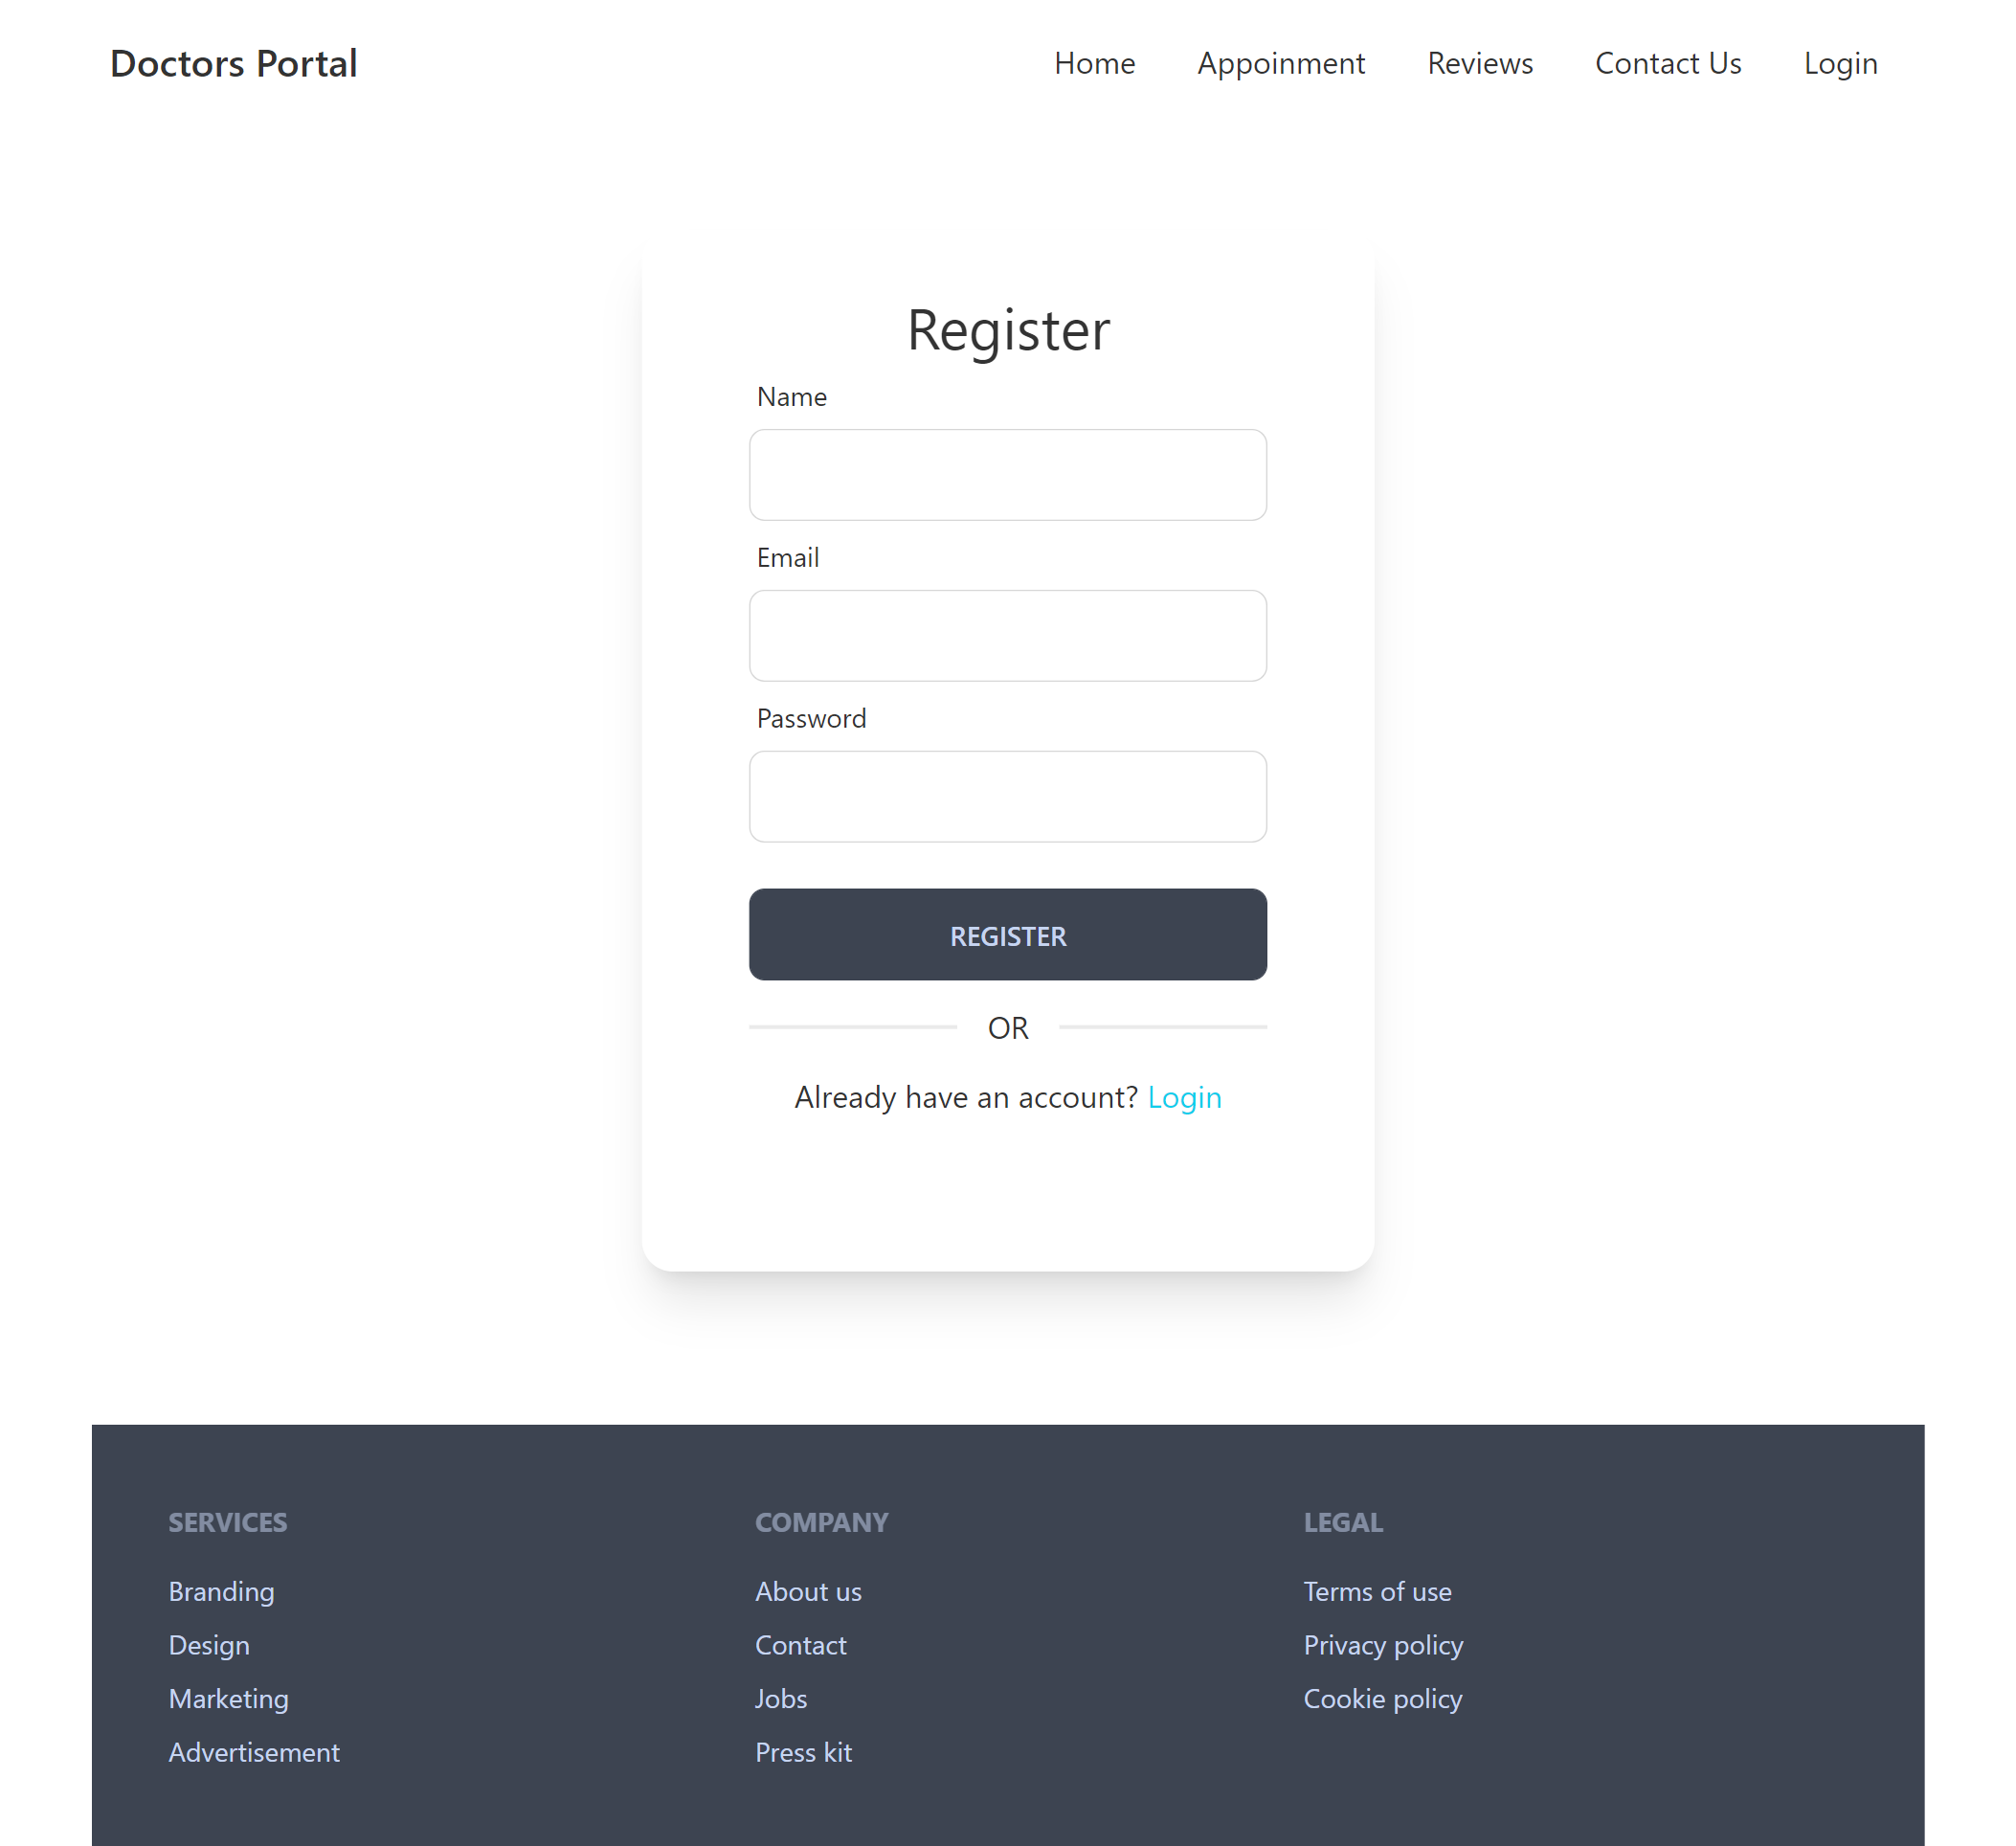 Doctors Portal
Home Appoinment Reviews Contact Us Login
Register
Name
Email
Password
REGISTER
OR
Already have an account? Login
SERVICES
Branding
Design
Marketing
Advertisement
COMPANY
About us
Contact
Jobs
Press kit
LEGAL
Terms of use
Privacy policy
Cookie policy